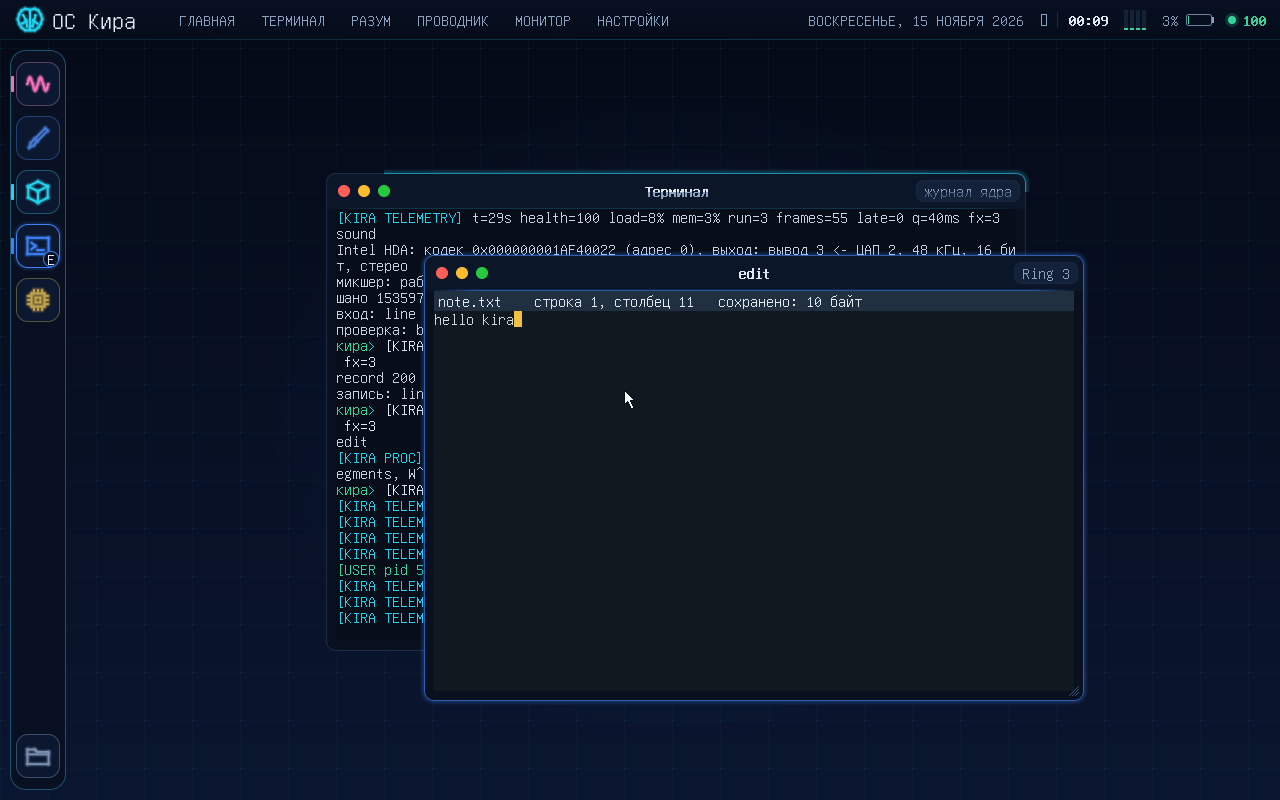 ОС Кира ГЛАВНАЯ ТЕРМИНАЛ РАЗУМ ПРОВОДНИК МОНИТОР НАСТРОЙКИ ВОСКРЕСЕНЬЕ, 15 НОЯБРЯ 2026 00:09 3% 100
Терминал журнал ядра
[KIRA TELEMETRY] t=29s health=100 load=8% mem=3% run=3 frames=55 late=0 q=40ms fx=3
sound
Intel HDA: кодек 0x000000001AF40022 (адрес 0), выход: вывод 3 <- ЦАП 2, 48 кГц, 16 би
т, стерео
микшер: раб
шано 153597
вход: line
проверка: b
кира> [KIRA
fx=3
record 200
запись: lin
кира> [KIRA
fx=3
edit
[KIRA PROC]
egments, W^
кира> [KIRA
[KIRA TELEM
[KIRA TELEM
[KIRA TELEM
[KIRA TELEM
[USER pid 5
[KIRA TELEM
[KIRA TELEM
[KIRA TELEM
edit Ring 3
note.txt строка 1, столбец 11 сохранено: 10 байт
hello kira
E